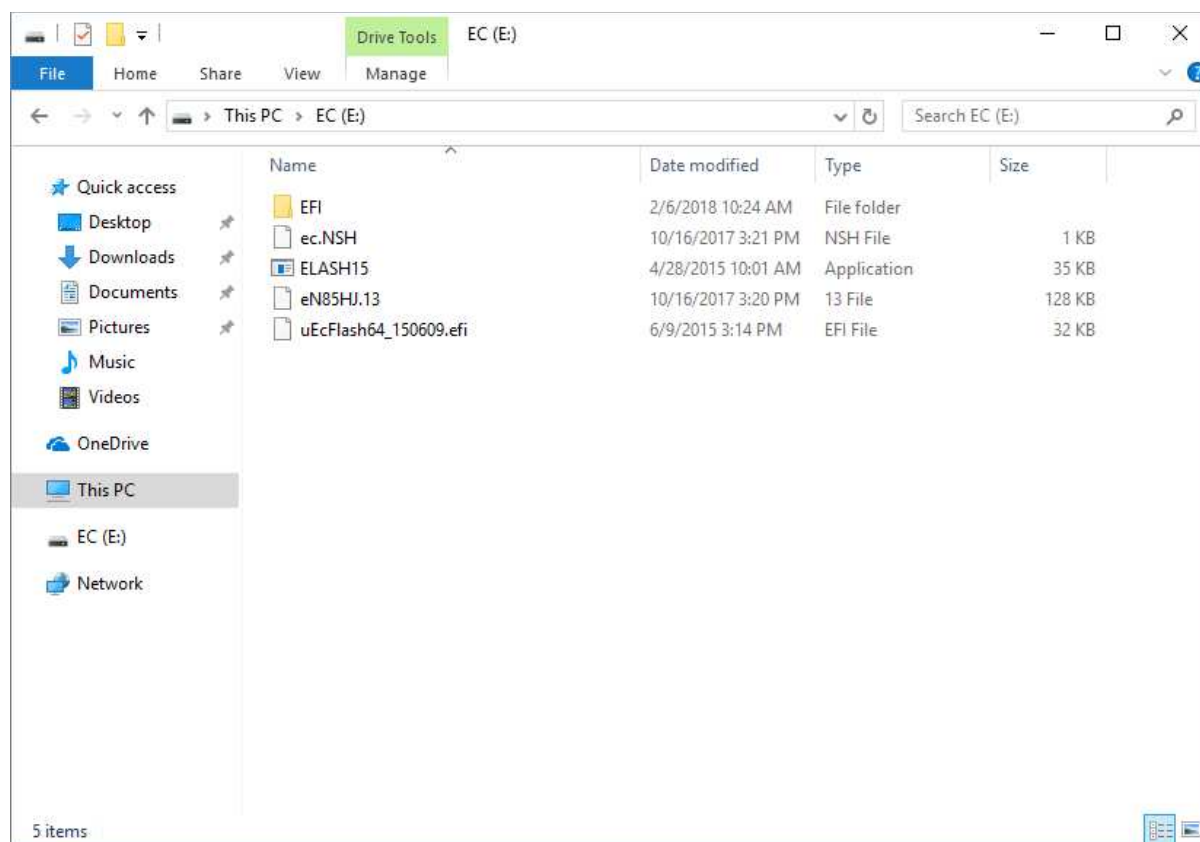 Drive Tools EC (E:)
File Home Share View Manage
This PC > EC (E:) Search EC (E:)
Name Date modified Type Size
Quick access
Desktop
Downloads
Documents
Pictures
Music
Videos
OneDrive
This PC
EC (E:)
Network
EFI 2/6/2018 10:24 AM File folder
ec.NSH 10/16/2017 3:21 PM NSH File 1 KB
ELASH15 4/28/2015 10:01 AM Application 35 KB
eN85HJ.13 10/16/2017 3:20 PM 13 File 128 KB
uEcFlash64_150609.efi 6/9/2015 3:14 PM EFI File 32 KB
5 items